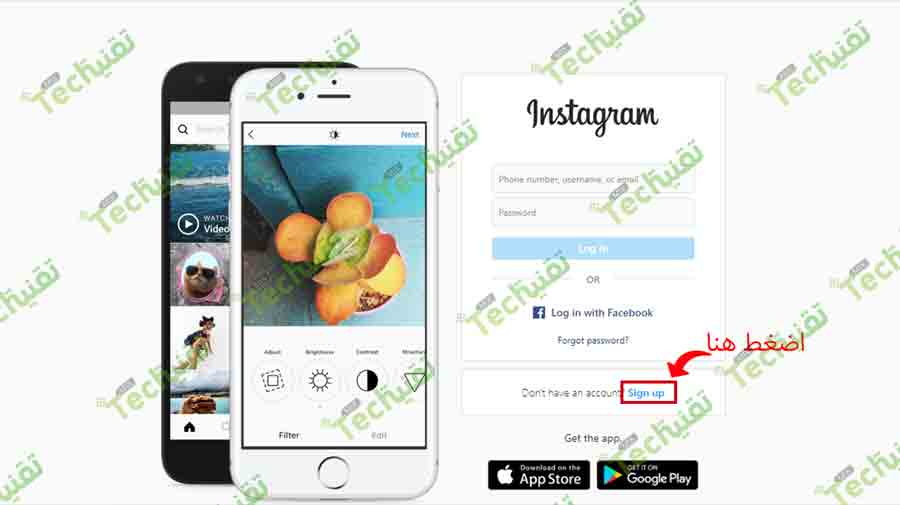 Search
WATCH
Video
Next
Adjust
Brightness
Contrast
Structure
Filter
Edit
Instagram
Phone number, username, or email
Password
Log in
OR
Log in with Facebook
Forgot password?
اضغط هنا
Don't have an account? Sign up
Get the app.
Download on the
App Store
GET IT ON
Google Play
تقني Tech